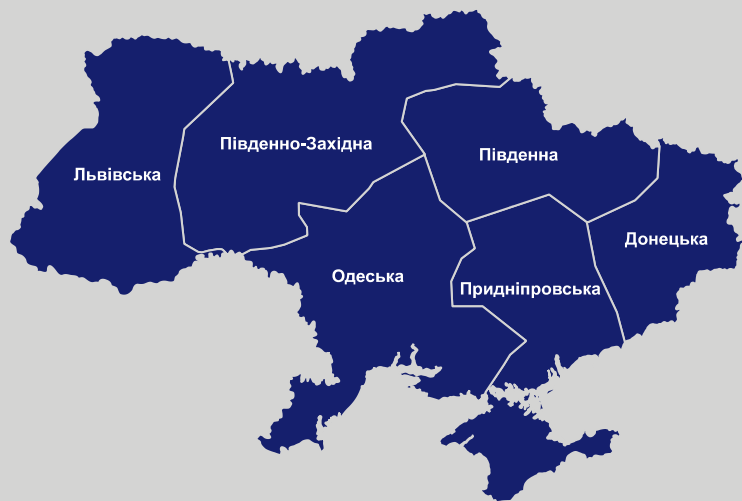 Південно-Західна
Південна
Львівська
Донецька
Одеська
Придніпровська